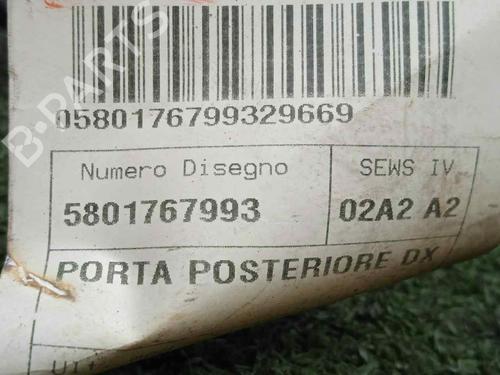 0580176799329669
Numero Disegno SEWS IV
5801767993 02A2 A2
PORTA POSTERIORE DX
B-PARTS